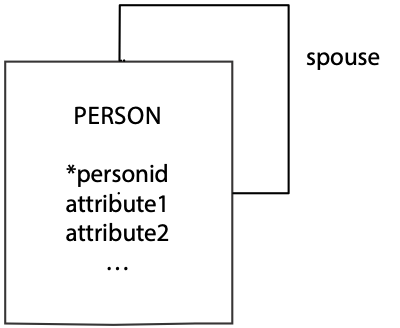 spouse
PERSON
*personid
attribute1
attribute2
...